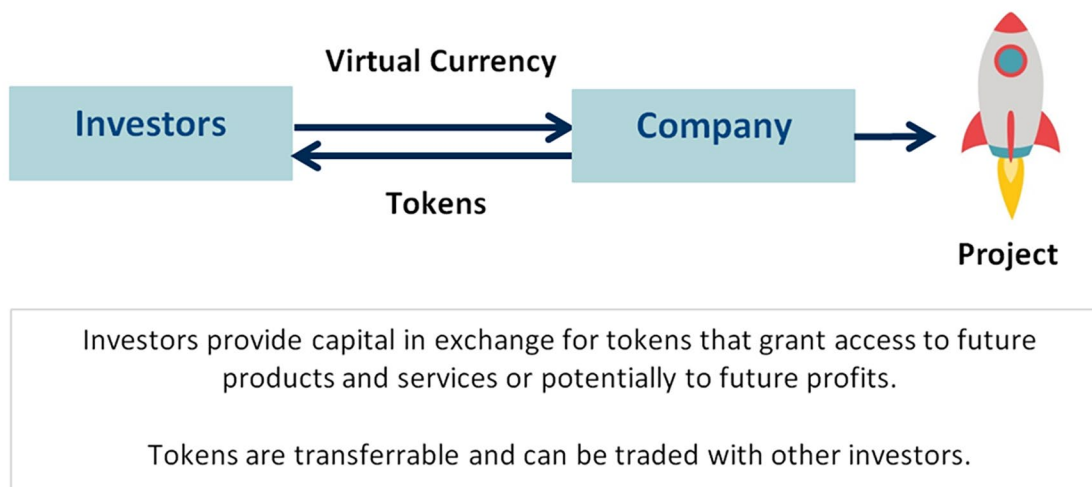 Virtual Currency
Investors
Company
Tokens
Project
Investors provide capital in exchange for tokens that grant access to future
products and services or potentially to future profits.
Tokens are transferrable and can be traded with other investors.